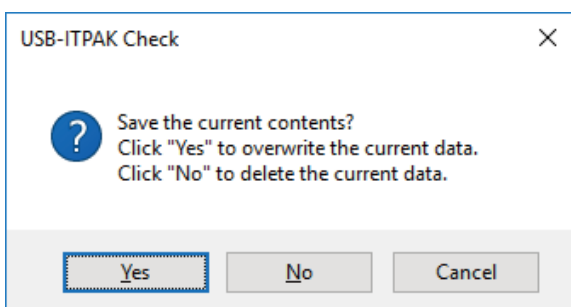 USB-ITPAK Check
?
Save the current contents?
Click "Yes" to overwrite the current data.
Click "No" to delete the current data.
Yes
No
Cancel